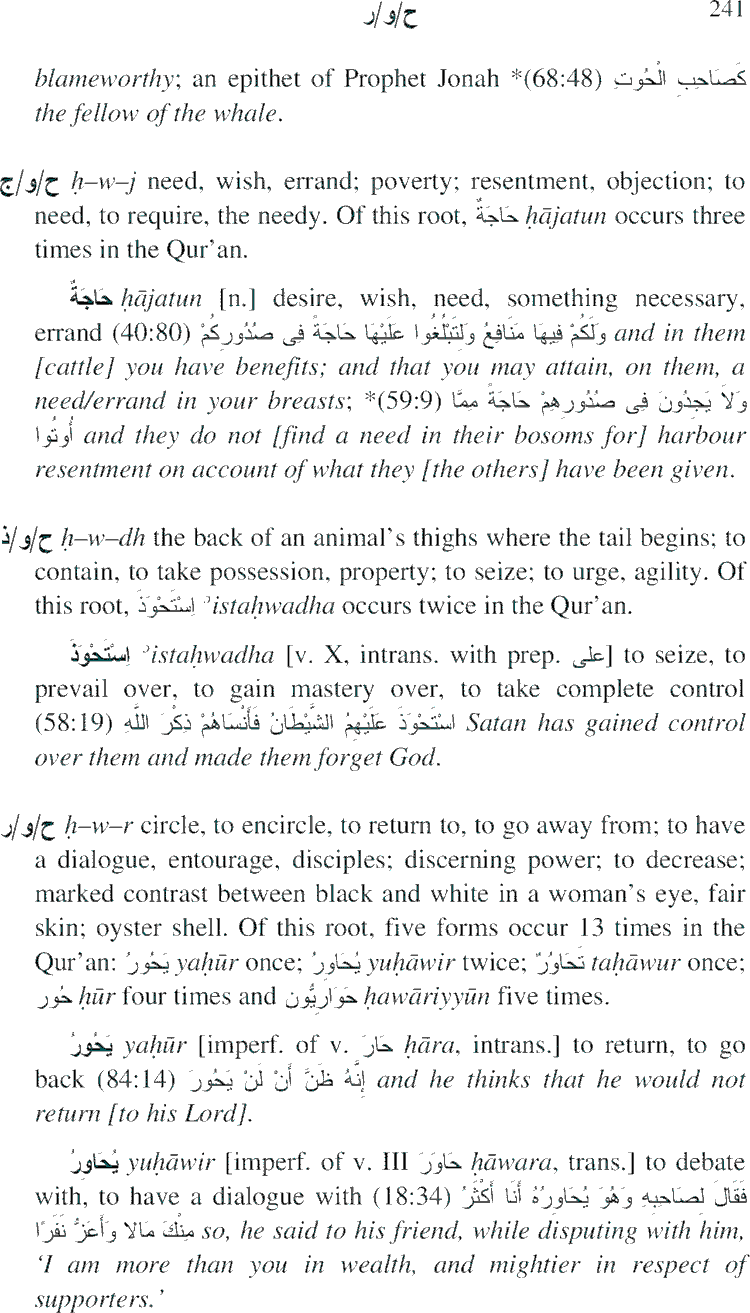 ح/و/ر 241
blameworthy; an epithet of Prophet Jonah *(68:48) كَصَاحِبِ الْحُوتِ
the fellow of the whale.
ح/و/ج ḥ–w–j need, wish, errand; poverty; resentment, objection; to
need, to require, the needy. Of this root, حَاجَةٌ ḥājatun occurs three
times in the Qur’an.
حَاجَةٌ ḥājatun [n.] desire, wish, need, something necessary,
errand (40:80) وَلَكُمْ فِيهَا مَنَافِعُ وَلِتَبْلُغُوا عَلَيْهَا حَاجَةً فِى صُدُورِكُمْ and in them
[cattle] you have benefits; and that you may attain, on them, a
need/errand in your breasts; *(59:9) وَلاَ يَجِدُونَ فِى صُدُورِهِمْ حَاجَةً مِمَّا
أُوتُوا and they do not [find a need in their bosoms for] harbour
resentment on account of what they [the others] have been given.
ح/و/ذ ḥ–w–dh the back of an animal’s thighs where the tail begins; to
contain, to take possession, property; to seize; to urge, agility. Of
this root, اِسْتَحْوَذَ ʾistaḥwadha occurs twice in the Qur’an.
اِسْتَحْوَذَ ʾistaḥwadha [v. X, intrans. with prep. على] to seize, to
prevail over, to gain mastery over, to take complete control
(58:19) اسْتَحْوَذَ عَلَيْهِمُ الشَّيْطَانُ فَأَنْسَاهُمْ ذِكْرَ اللَّهِ Satan has gained control
over them and made them forget God.
ح/و/ر ḥ–w–r circle, to encircle, to return to, to go away from; to have
a dialogue, entourage, disciples; discerning power; to decrease;
marked contrast between black and white in a woman’s eye, fair
skin; oyster shell. Of this root, five forms occur 13 times in the
Qur’an: يَحُورُ yaḥūr once; يُحَاوِرُ yuḥāwir twice; تَحَاوُرٌ taḥāwur once;
حُور ḥūr four times and حَوَارِيُّون ḥawāriyyūn five times.
يَحُورُ yaḥūr [imperf. of v. حَارَ ḥāra, intrans.] to return, to go
back (84:14) إِنَّهُ ظَنَّ أَنْ لَنْ يَحُورَ and he thinks that he would not
return [to his Lord].
يُحَاوِرُ yuḥāwir [imperf. of v. III حَاوَرَ ḥāwara, trans.] to debate
with, to have a dialogue with (18:34) فَقَالَ لِصَاحِبِهِ وَهُوَ يُحَاوِرُهُ أَنَا أَكْثَرُ
مِنْكَ مَالا وَأَعَزُّ نَفَرًا so, he said to his friend, while disputing with him,
‘I am more than you in wealth, and mightier in respect of
supporters.’